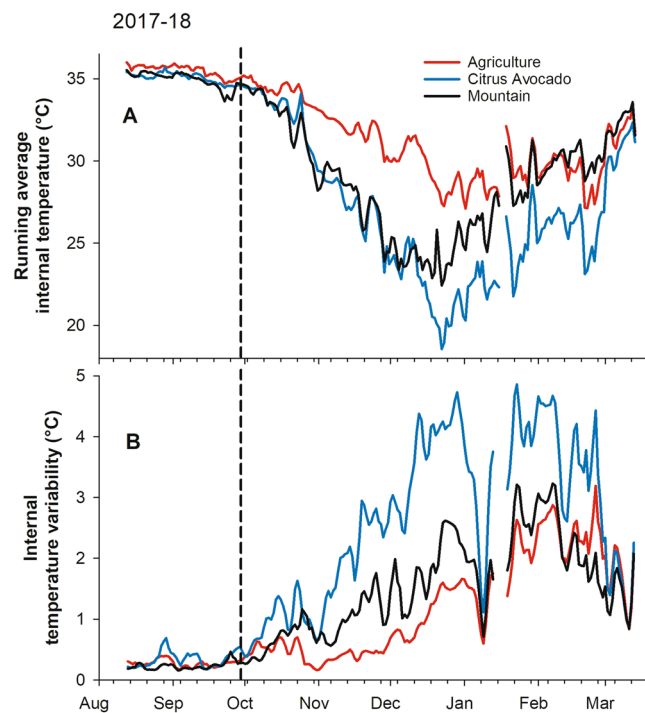 2017-18
Agriculture
Citrus Avocado
Mountain
A
Running average
internal temperature (°C)
35
30
25
20
B
Internal
temperature variability (°C)
5
4
3
2
1
0
Aug Sep Oct Nov Dec Jan Feb Mar